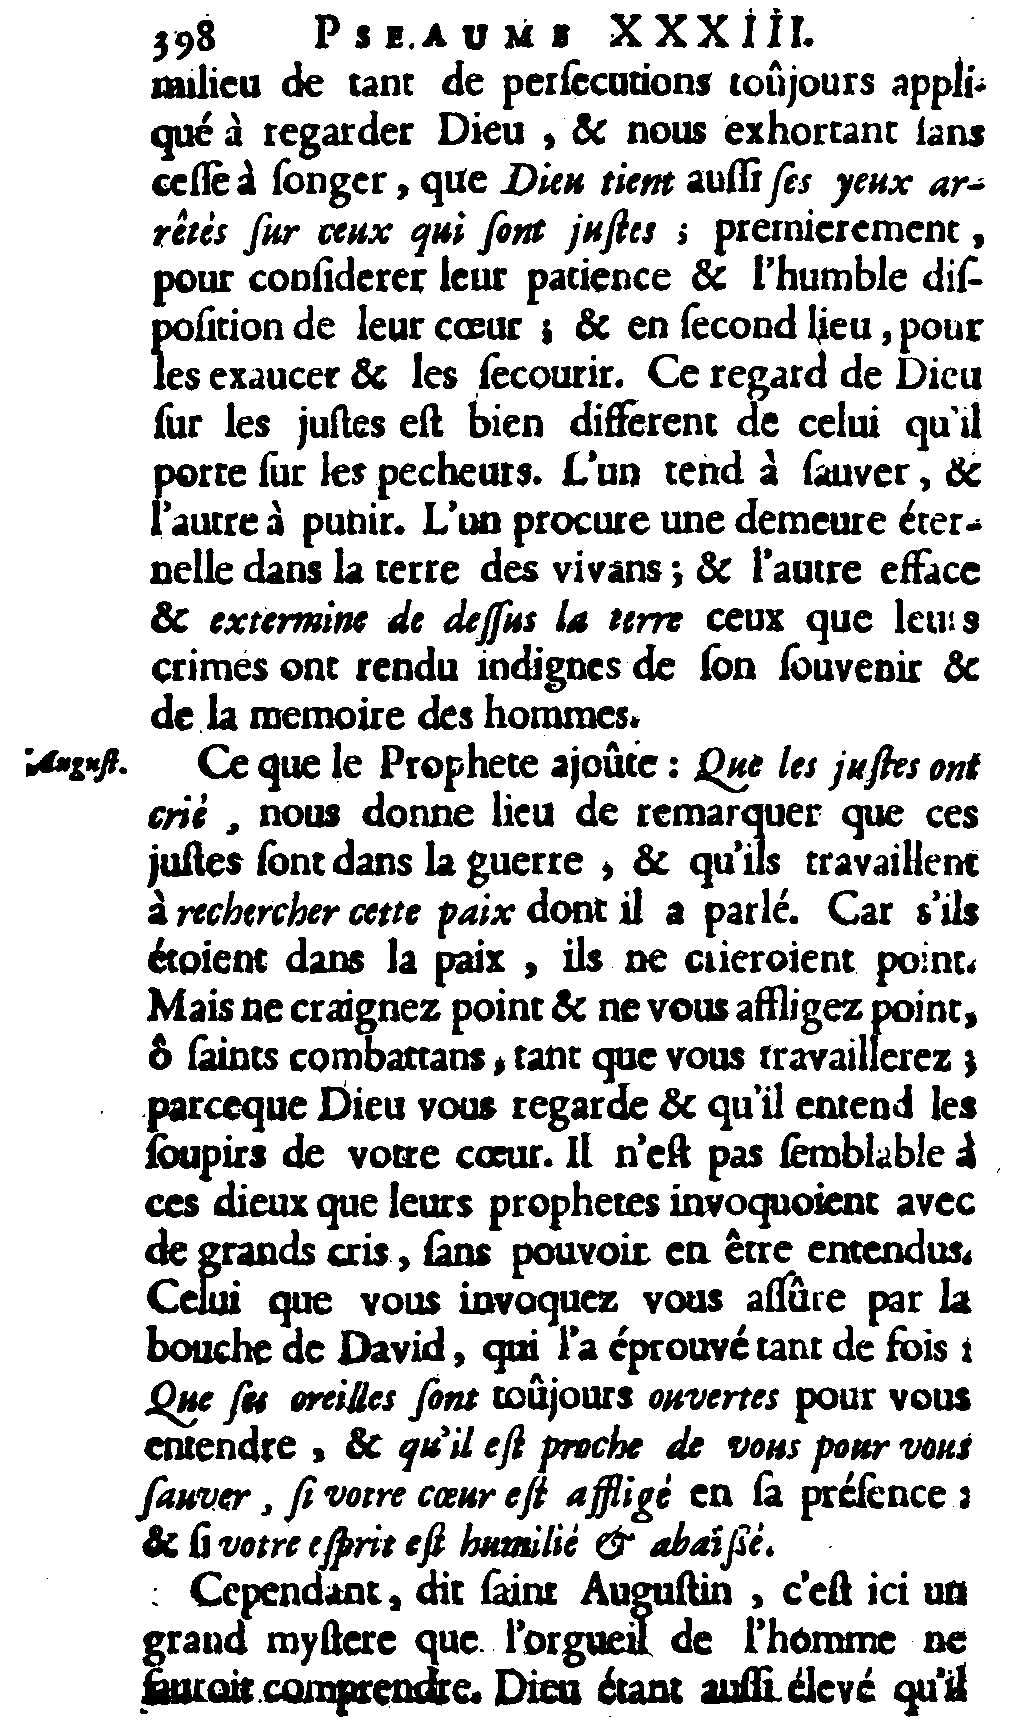 398 PSEAUME XXXIII.
milieu de tant de perſecutions toûjours appli-
qué à regarder Dieu , & nous exhortant ſans
ceſſe à ſonger , que Dieu tient auſſi ſes yeux ar-
rêtés ſur ceux qui ſont juſtes ; premierement ,
pour conſiderer leur patience & l'humble diſ-
poſition de leur cœur ; & en ſecond lieu , pour
les exaucer & les ſecourir. Ce regard de Dieu
ſur les juſtes eſt bien different de celui qu'il
porte ſur les pecheurs. L'un tend à ſauver , &
l'autre à punir. L'un procure une demeure éter-
nelle dans la terre des vivans ; & l'autre efface
& extermine de deſſus la terre ceux que leurs
crimes ont rendu indignes de ſon ſouvenir &
de la memoire des hommes.
Auguſt. Ce que le Prophete ajoûte : Que les juſtes ont
crié , nous donne lieu de remarquer que ces
juſtes ſont dans la guerre , & qu'ils travaillent
à rechercher cette paix dont il a parlé. Car s'ils
étoient dans la paix , ils ne crieroient point.
Mais ne craignez point & ne vous affligez point,
ô ſaints combattans , tant que vous travaillerez ;
parceque Dieu vous regarde & qu'il entend les
ſoupirs de votre cœur. Il n'eſt pas ſemblable à
ces dieux que leurs prophetes invoquoient avec
de grands cris , ſans pouvoir en être entendus.
Celui que vous invoquez vous aſſûre par la
bouche de David , qui l'a éprouvé tant de fois :
Que ſes oreilles ſont toûjours ouvertes pour vous
entendre , & qu'il eſt proche de vous pour vous
ſauver , ſi votre cœur eſt affligé en ſa préſence ;
& ſi votre eſprit eſt humilié & abaiſſé.
Cependant , dit ſaint Auguſtin , c'eſt ici un
grand myſtere que l'orgueil de l'homme ne
ſauroit comprendre. Dieu étant auſſi élevé qu'il